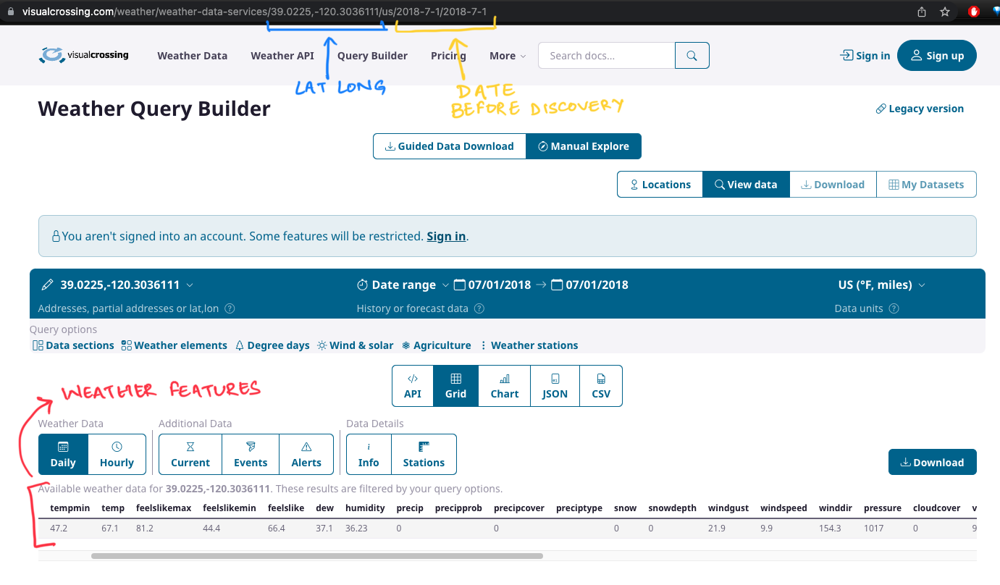 visualcrossing.com/weather/weather-data-services/39.0225,-120.3036111/us/2018-7-1/2018-7-1
visualcrossing Weather Data Weather API Query Builder Pricing More Search docs... Sign in Sign up
LAT LONG
DATE
BEFORE DISCOVERY
Weather Query Builder
Legacy version
Guided Data Download Manual Explore
Locations View data Download My Datasets
You aren't signed into an account. Some features will be restricted. Sign in.
39.0225,-120.3036111 Date range 07/01/2018 → 07/01/2018 US (°F, miles)
Addresses, partial addresses or lat,lon ? History or forecast data ? Data units ?
Query options
Data sections Weather elements Degree days Wind & solar Agriculture Weather stations
WEATHER FEATURES
API Grid Chart JSON CSV
Weather Data Additional Data Data Details
Daily Hourly Current Events Alerts Info Stations
Download
Available weather data for 39.0225,-120.3036111. These results are filtered by your query options.
tempmin temp feelslikemax feelslikemin feelslike dew humidity precip precipprob precipcover preciptype snow snowdepth windgust windspeed winddir pressure cloudcover v
47.2 67.1 81.2 44.4 66.4 37.1 36.23 0 0 0 0 21.9 9.9 154.3 1017 0 9